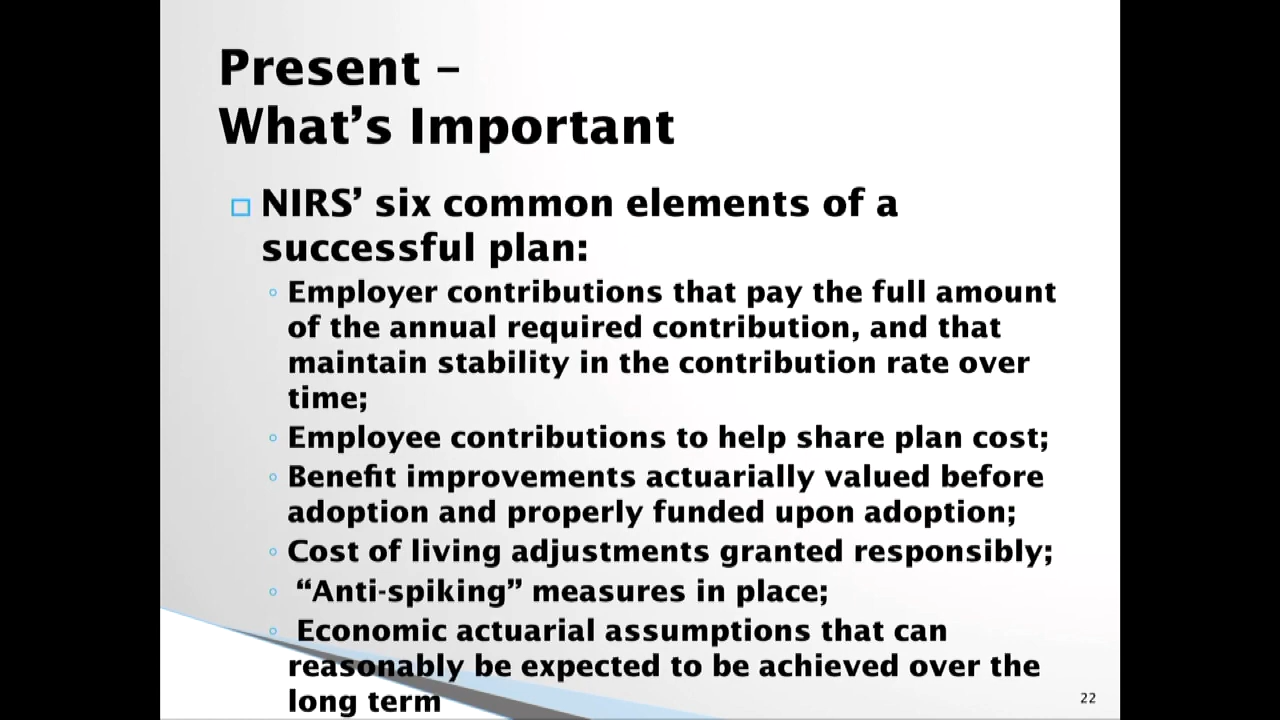 Present –
What’s Important
NIRS’ six common elements of a
successful plan:
Employer contributions that pay the full amount
of the annual required contribution, and that
maintain stability in the contribution rate over
time;
Employee contributions to help share plan cost;
Benefit improvements actuarially valued before
adoption and properly funded upon adoption;
Cost of living adjustments granted responsibly;
“Anti-spiking” measures in place;
Economic actuarial assumptions that can
reasonably be expected to be achieved over the
long term
22